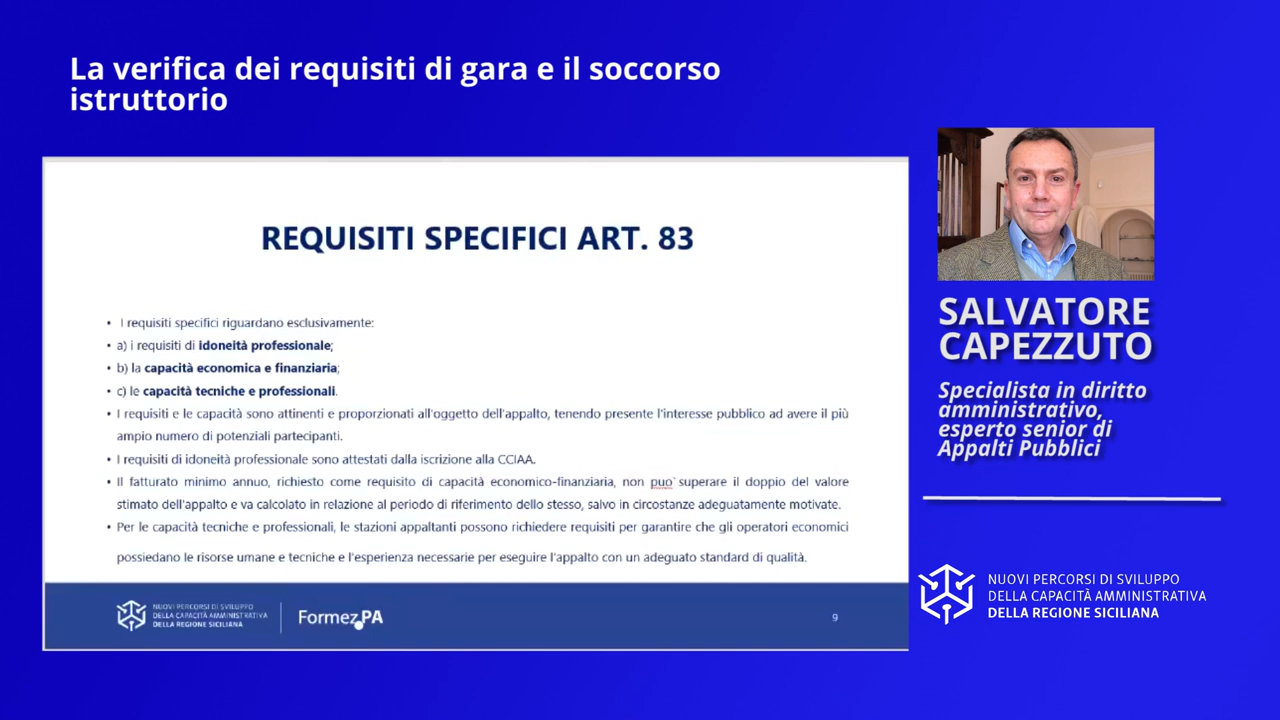 La verifica dei requisiti di gara e il soccorso
istruttorio
REQUISITI SPECIFICI ART. 83
• I requisiti specifici riguardano esclusivamente:
• a) i requisiti di idoneità professionale;
• b) la capacità economica e finanziaria;
• c) le capacità tecniche e professionali.
• I requisiti e le capacità sono attinenti e proporzionati all'oggetto dell'appalto, tenendo presente l'interesse pubblico ad avere il più
ampio numero di potenziali partecipanti.
• I requisiti di idoneità professionale sono attestati dalla iscrizione alla CCIAA.
• Il fatturato minimo annuo, richiesto come requisito di capacità economico-finanziaria, non puo` superare il doppio del valore
stimato dell'appalto e va calcolato in relazione al periodo di riferimento dello stesso, salvo in circostanze adeguatamente motivate.
• Per le capacità tecniche e professionali, le stazioni appaltanti possono richiedere requisiti per garantire che gli operatori economici
possiedano le risorse umane e tecniche e l'esperienza necessarie per eseguire l'appalto con un adeguato standard di qualità.
NUOVI PERCORSI DI SVILUPPO
DELLA CAPACITÀ AMMINISTRATIVA
DELLA REGIONE SICILIANA
FormezPA
9
SALVATORE
CAPEZZUTO
Specialista in diritto
amministrativo,
esperto senior di
Appalti Pubblici
NUOVI PERCORSI DI SVILUPPO
DELLA CAPACITÀ AMMINISTRATIVA
DELLA REGIONE SICILIANA